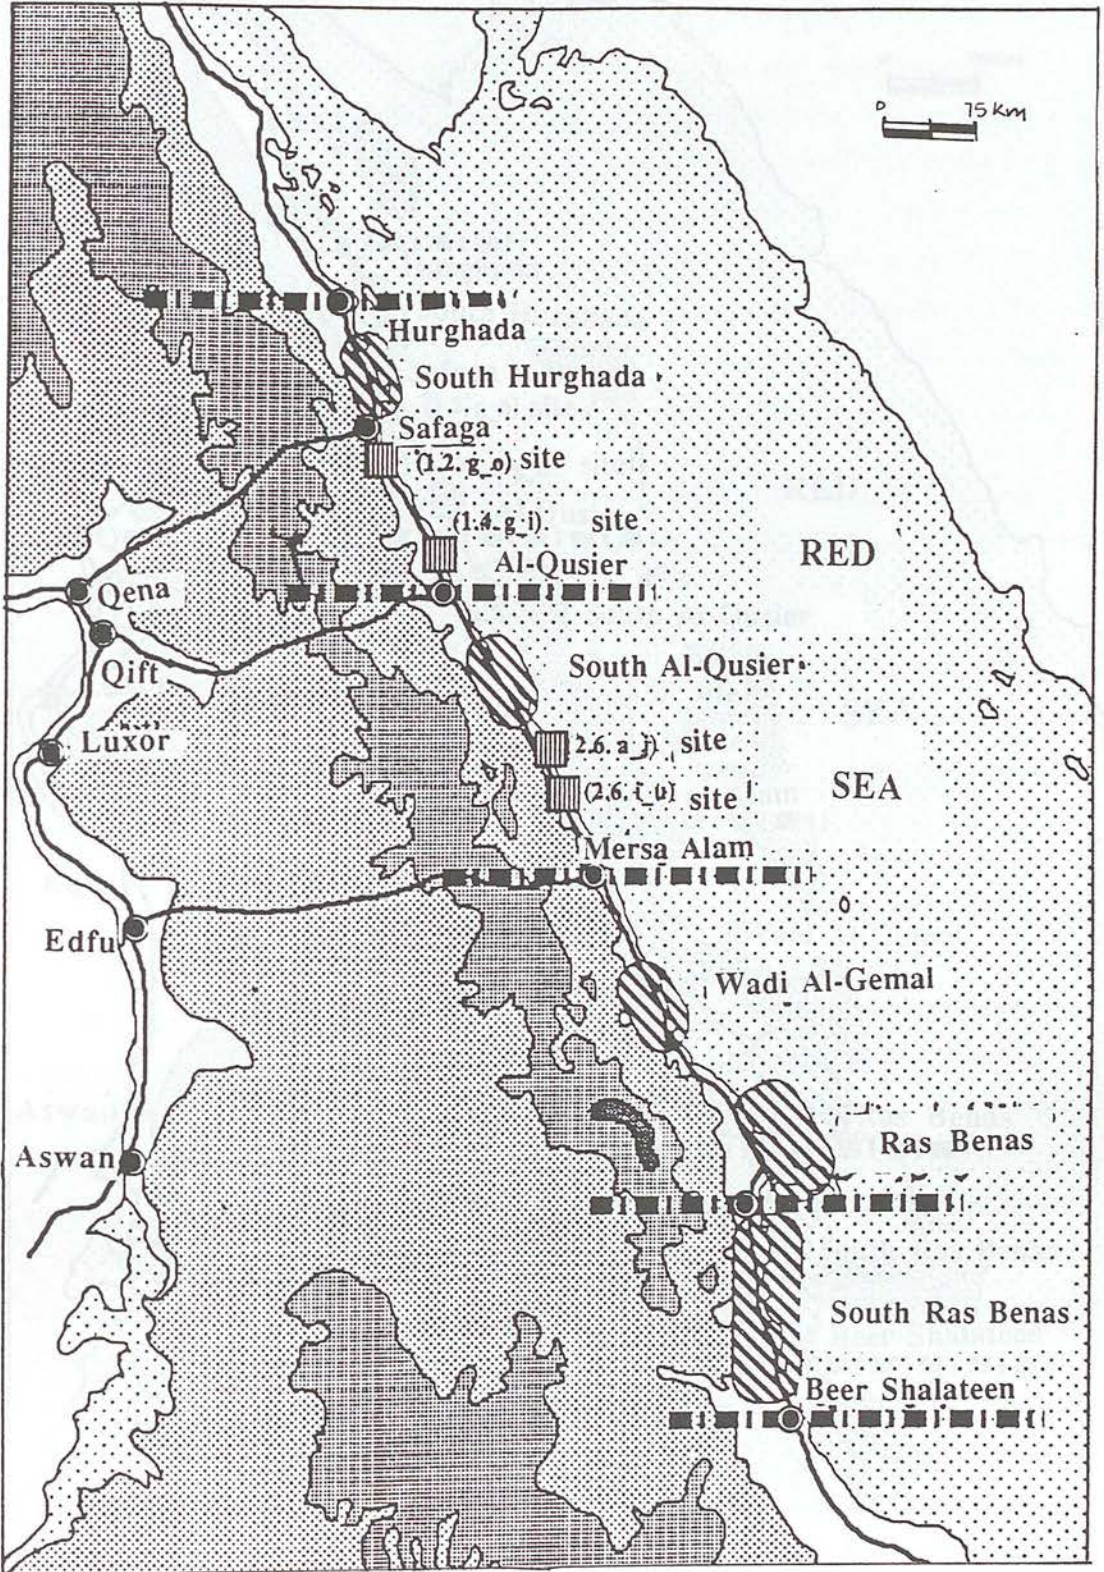 0 75 Km
Hurghada
South Hurghada
Safaga
(1.2. g_o) site
(1.4. g_i) site
RED
Al-Qusier
Qena
Qift
South Al-Qusier
Luxor
(2.6. a_j) site
(2.6. i_u) site
SEA
Mersa Alam
Edfu
Wadi Al-Gemal
Ras Benas
Aswan
South Ras Benas
Beer Shalateen